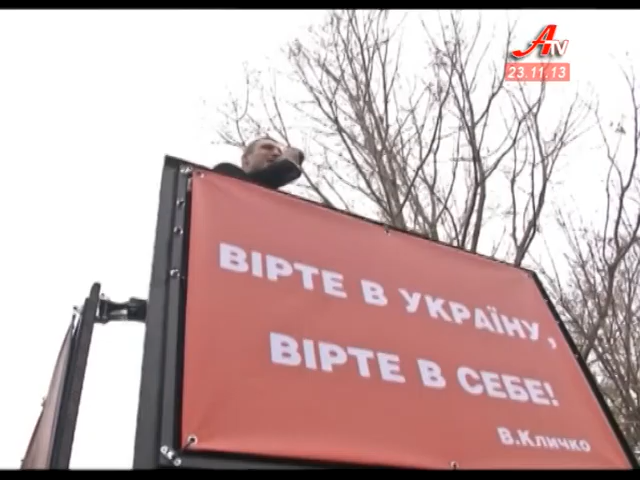 ATV
23.11.13
ВІРТЕ В УКРАЇНУ,
ВІРТЕ В СЕБЕ!
В.Кличко